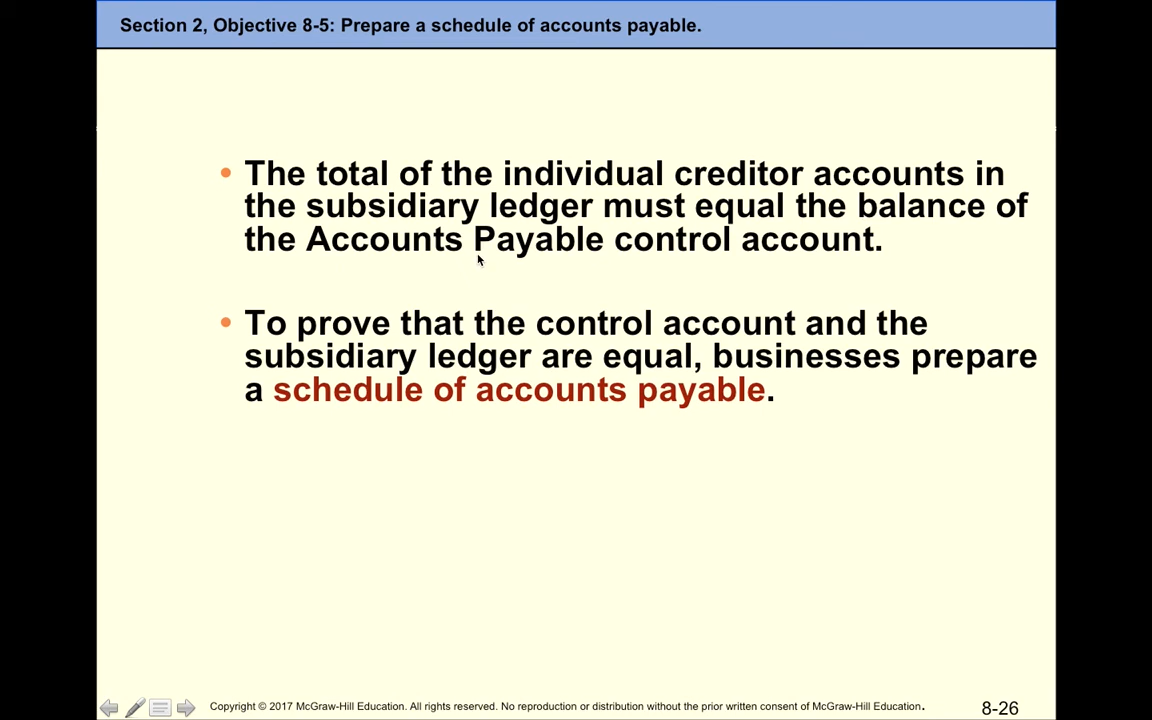 Section 2, Objective 8-5: Prepare a schedule of accounts payable.
• The total of the individual creditor accounts in
the subsidiary ledger must equal the balance of
the Accounts Payable control account.
• To prove that the control account and the
subsidiary ledger are equal, businesses prepare
a schedule of accounts payable.
Copyright © 2017 McGraw-Hill Education. All rights reserved. No reproduction or distribution without the prior written consent of McGraw-Hill Education.
8-26